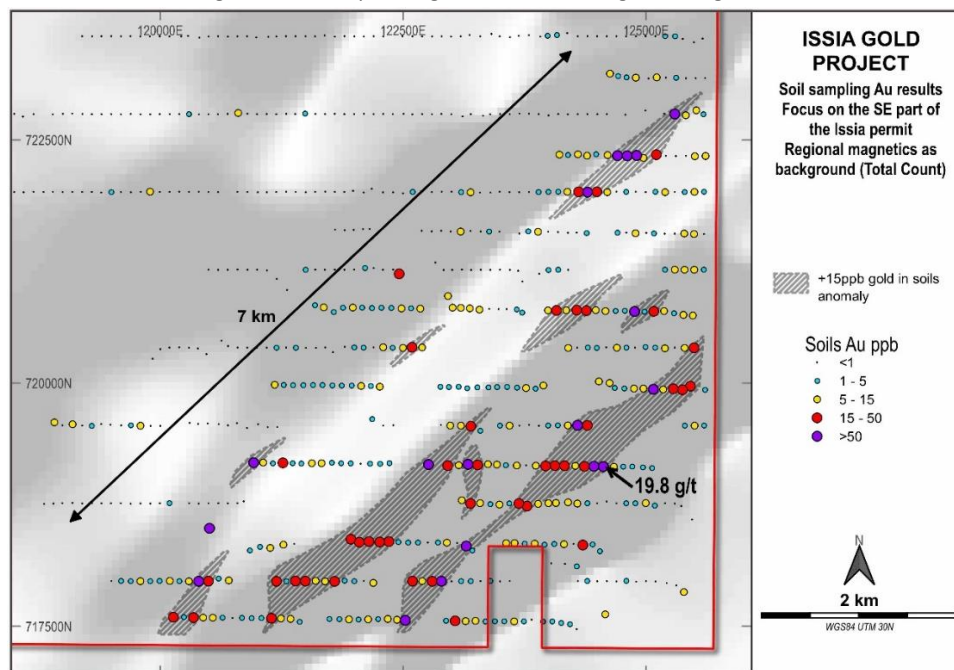 120000E
122500E
125000E
722500N
720000N
717500N
7 km
19.8 g/t
ISSIA GOLD
PROJECT
Soil sampling Au results
Focus on the SE part of
the Issia permit
Regional magnetics as
background (Total Count)
+15ppb gold in soils
anomaly
Soils Au ppb
<1
1 - 5
5 - 15
15 - 50
>50
N
2 km
WGS84 UTM 30N